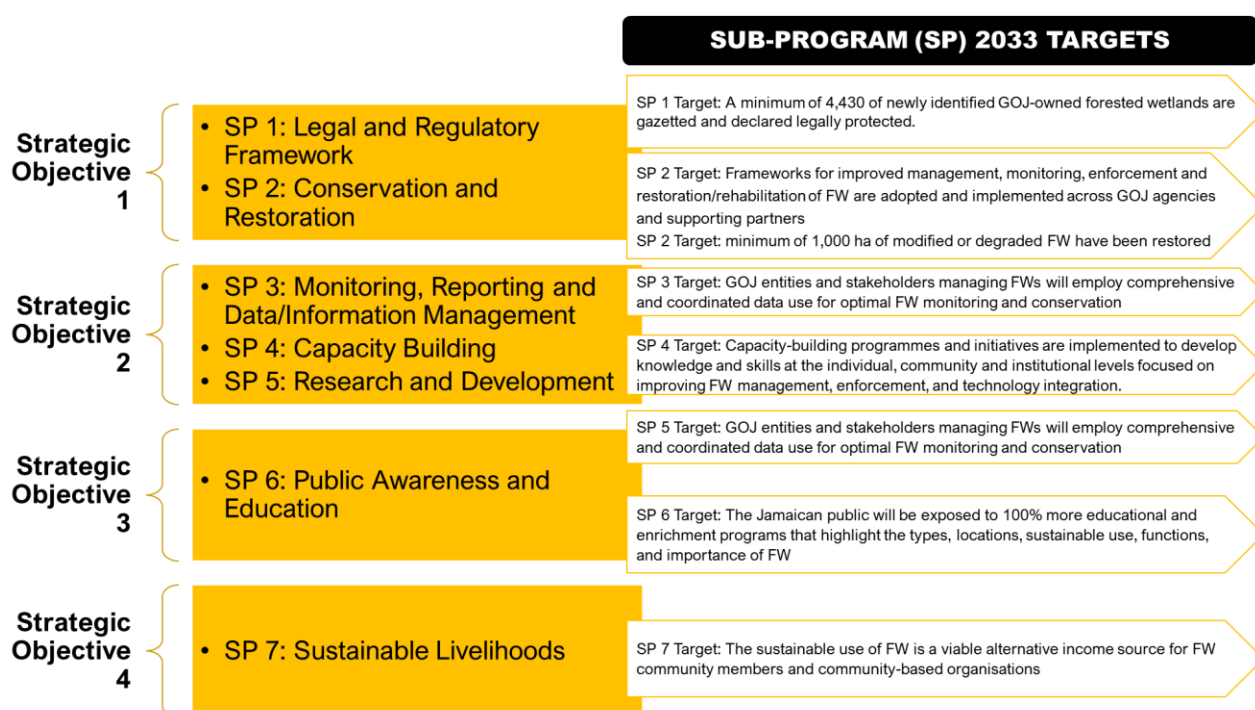 SUB-PROGRAM (SP) 2033 TARGETS
Strategic
Objective
1
• SP 1: Legal and Regulatory
Framework
• SP 2: Conservation and
Restoration
SP 1 Target: A minimum of 4,430 of newly identified GOJ-owned forested wetlands are
gazetted and declared legally protected.
SP 2 Target: Frameworks for improved management, monitoring, enforcement and
restoration/rehabilitation of FW are adopted and implemented across GOJ agencies
and supporting partners
SP 2 Target: minimum of 1,000 ha of modified or degraded FW have been restored
Strategic
Objective
2
• SP 3: Monitoring, Reporting and
Data/Information Management
• SP 4: Capacity Building
• SP 5: Research and Development
SP 3 Target: GOJ entities and stakeholders managing FWs will employ comprehensive
and coordinated data use for optimal FW monitoring and conservation
SP 4 Target: Capacity-building programmes and initiatives are implemented to develop
knowledge and skills at the individual, community and institutional levels focused on
improving FW management, enforcement, and technology integration.
SP 5 Target: GOJ entities and stakeholders managing FWs will employ comprehensive
and coordinated data use for optimal FW monitoring and conservation
Strategic
Objective
3
• SP 6: Public Awareness and
Education
SP 6 Target: The Jamaican public will be exposed to 100% more educational and
enrichment programs that highlight the types, locations, sustainable use, functions,
and importance of FW
Strategic
Objective
4
• SP 7: Sustainable Livelihoods
SP 7 Target: The sustainable use of FW is a viable alternative income source for FW
community members and community-based organisations